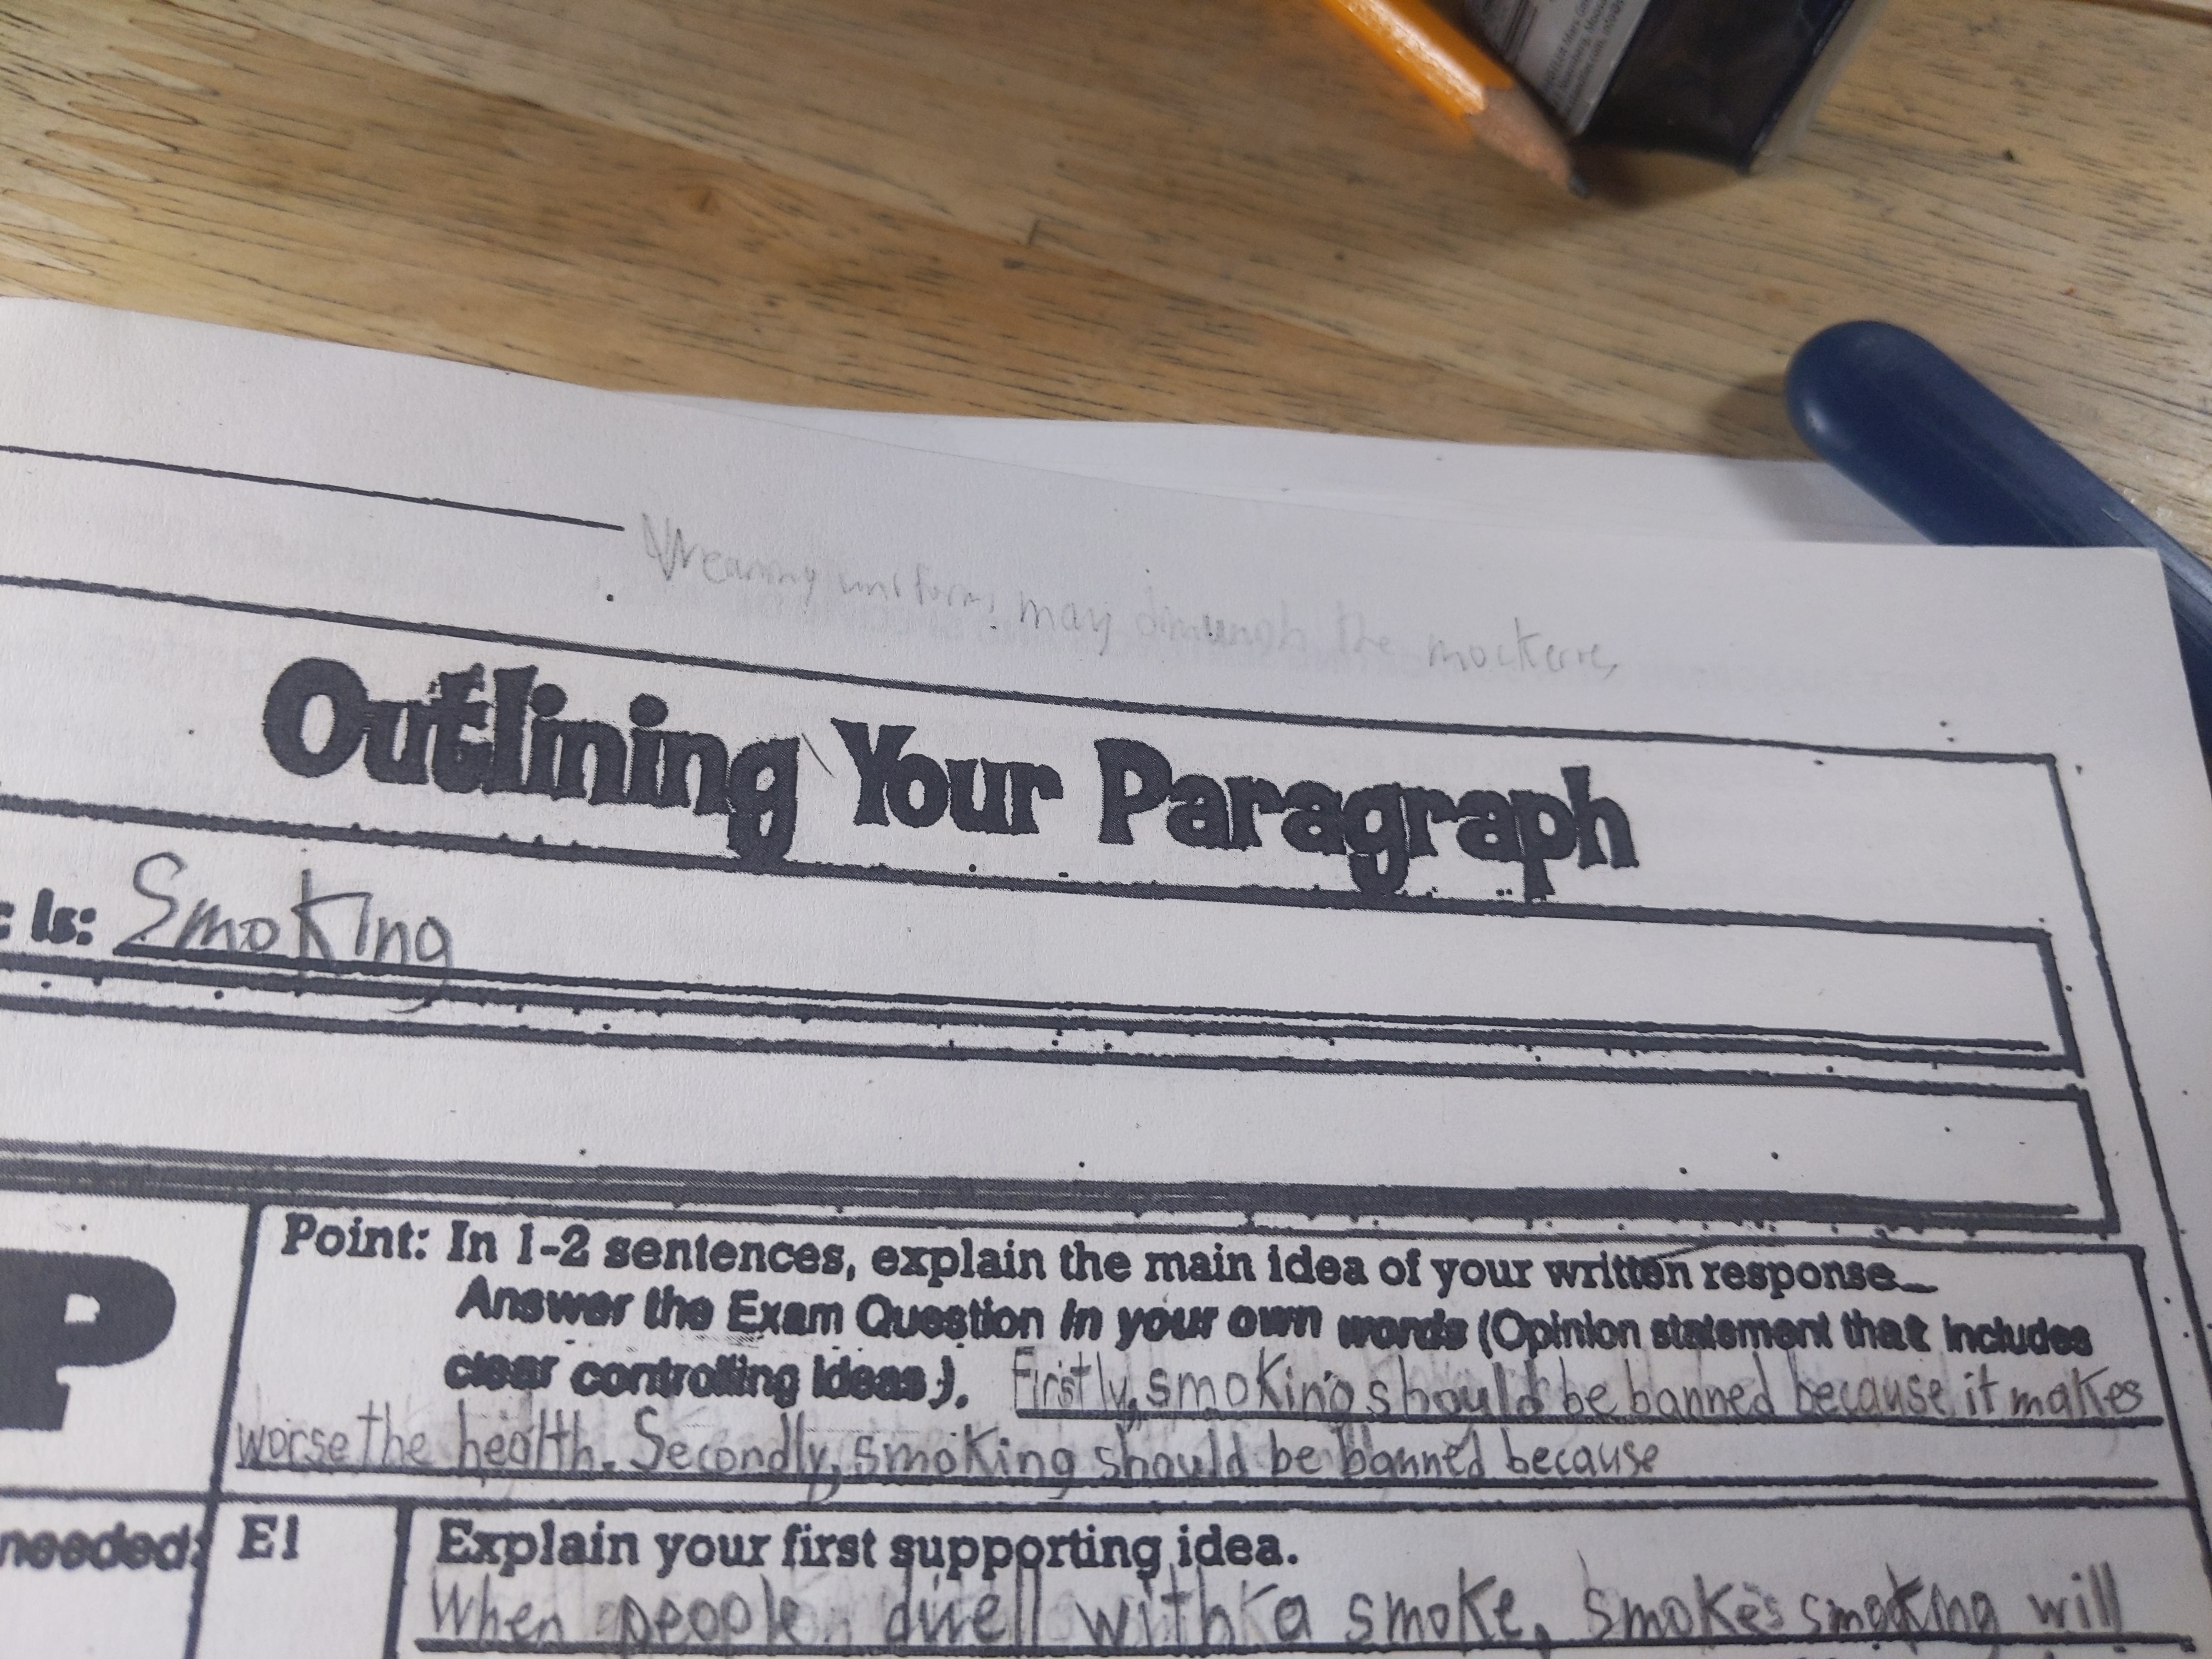 Wearing uniforms may the
Outlining Your Paragraph
Is: Smoking
Point: In 1-2 sentences, explain the main idea of your written response
Answer the Exam Question in your own words (Opinion statement that includes
clear controlling ideas). Firstly, smoking should be banned because it makes
worse the health. Secondly, smoking should be banned because
P
needed:
E1
Explain your first supporting idea.
When people dwell with a smoke, smokes smoking will